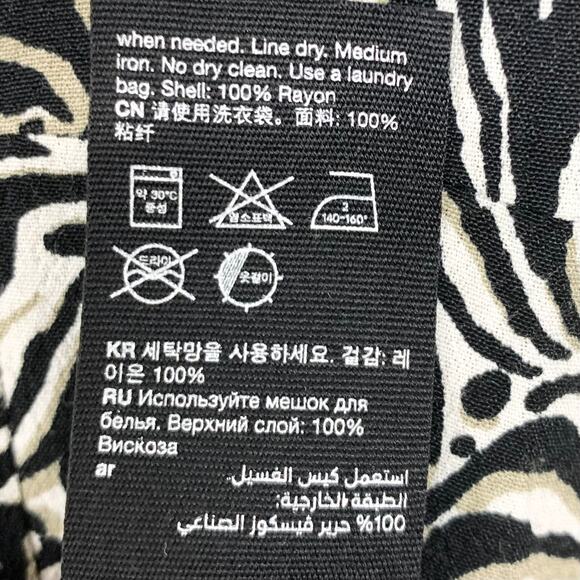 when needed. Line dry. Medium
iron. No dry clean. Use a laundry
bag. Shell: 100% Rayon
CN 请使用洗衣袋。面料: 100%
粘纤
약 30°C
중성
염소표백
2
140-160°
드라이
옷걸이
KR 세탁망을 사용하세요. 겉감: 레
이온 100%
RU Используйте мешок для
белья. Верхний слой: 100%
Вискоза
ar
استعمل كيس الغسيل.
الطبقة الخارجية:
100% حرير فيسكوز الصناعي